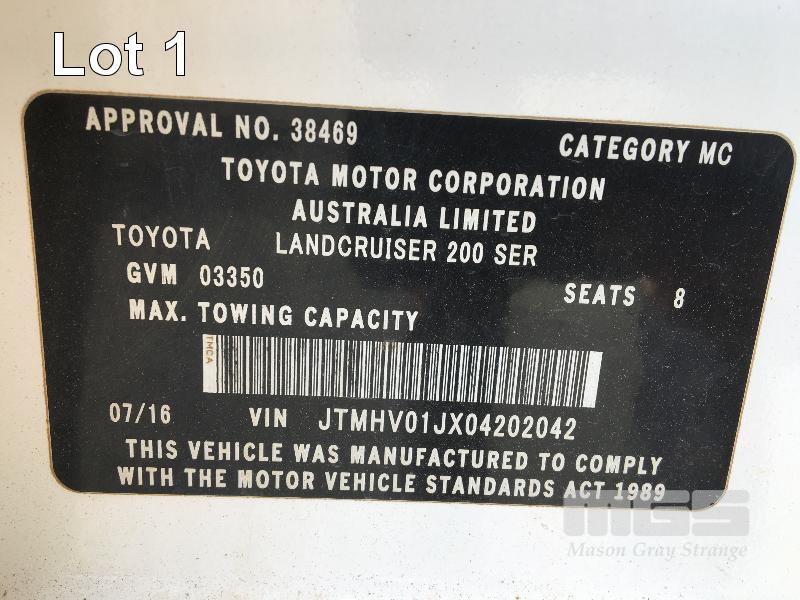 Lot 1
APPROVAL NO. 38469 CATEGORY MC
TOYOTA MOTOR CORPORATION
AUSTRALIA LIMITED
TOYOTA LANDCRUISER 200 SER
GVM 03350 SEATS 8
MAX. TOWING CAPACITY
TMCA
07/16 VIN JTMHV01JX04202042
THIS VEHICLE WAS MANUFACTURED TO COMPLY
WITH THE MOTOR VEHICLE STANDARDS ACT 1989
MGS
Mason Gray Strange